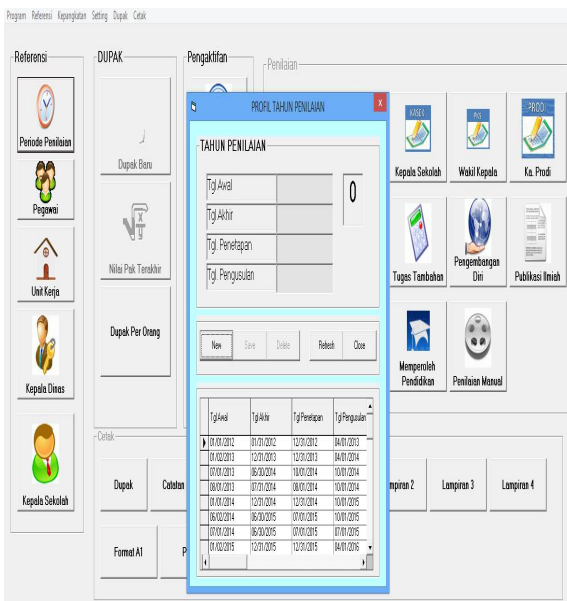 Program Referensi Kepangkatan Setting Dupak Cetak
Referensi
Periode Penilaian
Pegawai
Unit Kerja
Kepala Dinas
Kepala Sekolah
DUPAK
Dupak Baru
Nilai Pak Terakhir
Dupak Per Orang
Pengaktifan
Penilaian
KASEK
Kepala Sekolah
PKS
Wakil Kepala
PRODI
Ka. Prodi
Tugas Tambahan
Pengembangan
Diri
Publikasi Ilmiah
Memperoleh
Pendidikan
Penilaian Manual
Cetak
Dupak
Catatan
mpiran 2
Lampiran 3
Lampiran 4
Format A1
P
PROFIL TAHUN PENILAIAN
x
TAHUN PENILAIAN
Tgl Awal
Tgl Akhir
Tgl. Penetapan
Tgl. Pengusulan
0
New Save Delete Refresh Close
TglAwal TglAkhir TglPenetapan TglPengusulan
01/01/2012 01/31/2012 12/31/2012 04/01/2013
01/02/2013 12/31/2013 12/31/2013 04/01/2014
07/01/2013 06/30/2014 10/01/2014 10/01/2014
08/01/2013 07/31/2014 08/01/2014 10/01/2014
01/01/2014 12/31/2014 12/31/2014 10/01/2015
06/02/2014 06/30/2015 07/01/2015 10/01/2015
07/01/2014 06/30/2015 07/01/2015 07/01/2015
01/02/2015 12/31/2015 12/31/2015 04/01/2016